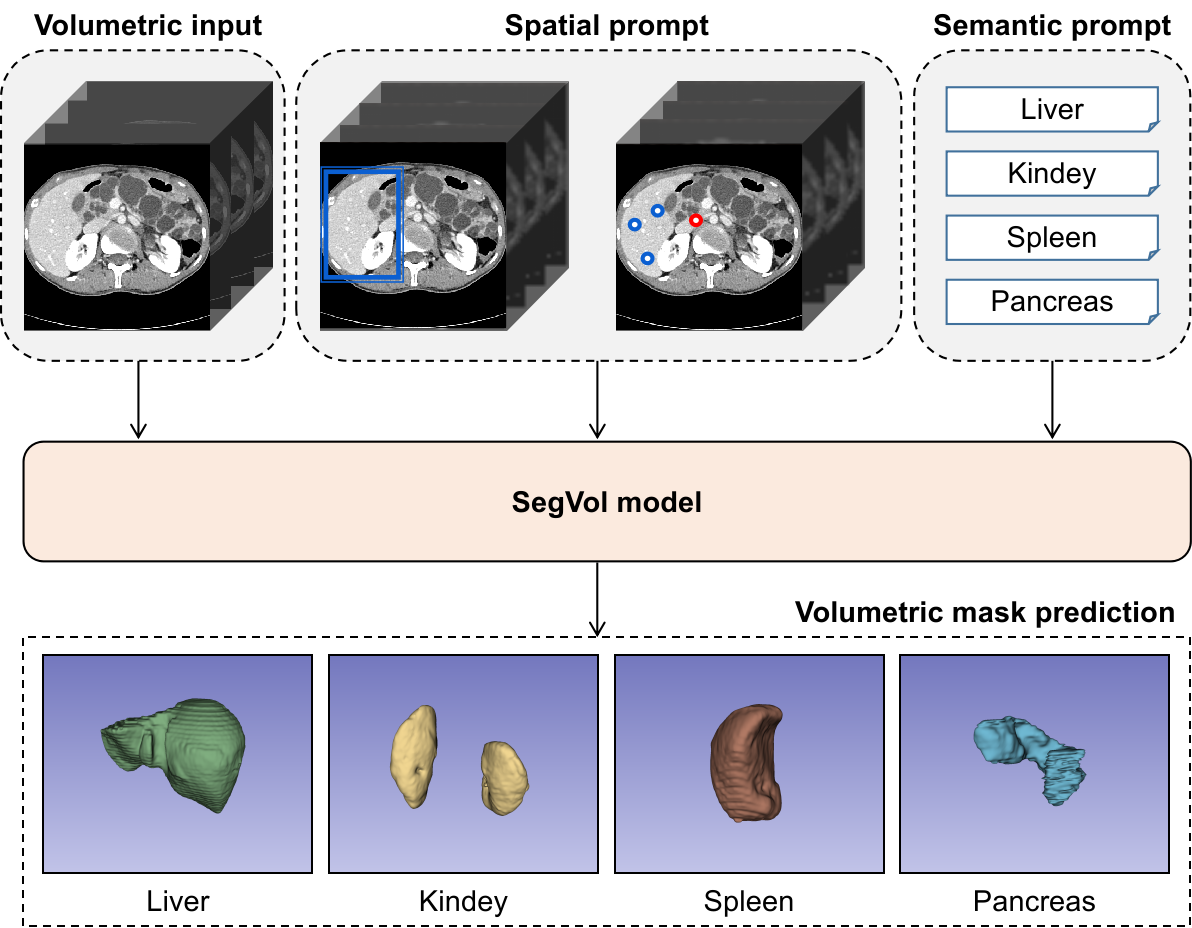 Volumetric input
Spatial prompt
Semantic prompt
Liver
Kindey
Spleen
Pancreas
SegVol model
Volumetric mask prediction
Liver
Kindey
Spleen
Pancreas